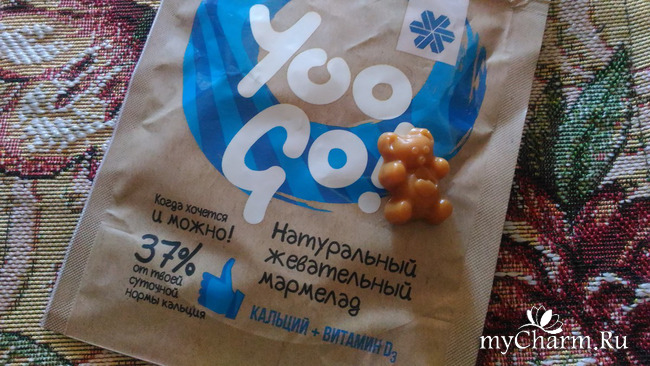 YOO
GO!
Когда хочется
и можно!
37%
от твоей
суточной
нормы кальция
Натуральный
жевательный
мармелад
КАЛЬЦИЙ + ВИТАМИН D3
myCharm.Ru